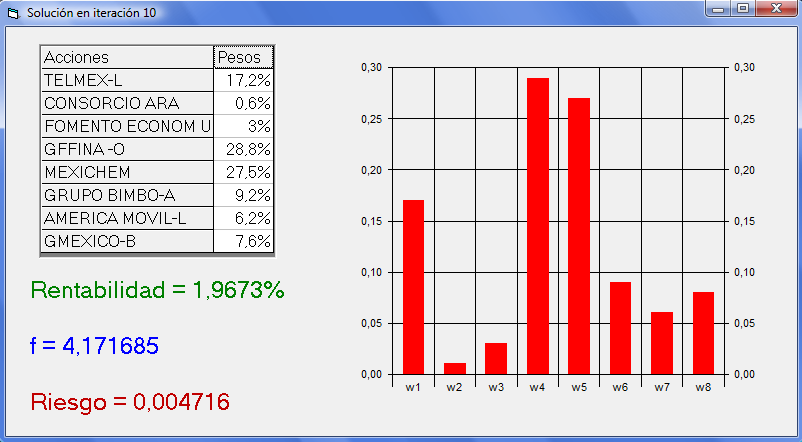 Solución en iteración 10
Acciones Pesos
TELMEX-L 17,2%
CONSORCIO ARA 0,6%
FOMENTO ECONOM U 3%
GFFINA -O 28,8%
MEXICHEM 27,5%
GRUPO BIMBO-A 9,2%
AMERICA MOVIL-L 6,2%
GMEXICO-B 7,6%
Rentabilidad = 1,9673%
f = 4,171685
Riesgo = 0,004716
0,30 0,30
0,25 0,25
0,20 0,20
0,15 0,15
0,10 0,10
0,05 0,05
0,00 0,00
w1 w2 w3 w4 w5 w6 w7 w8